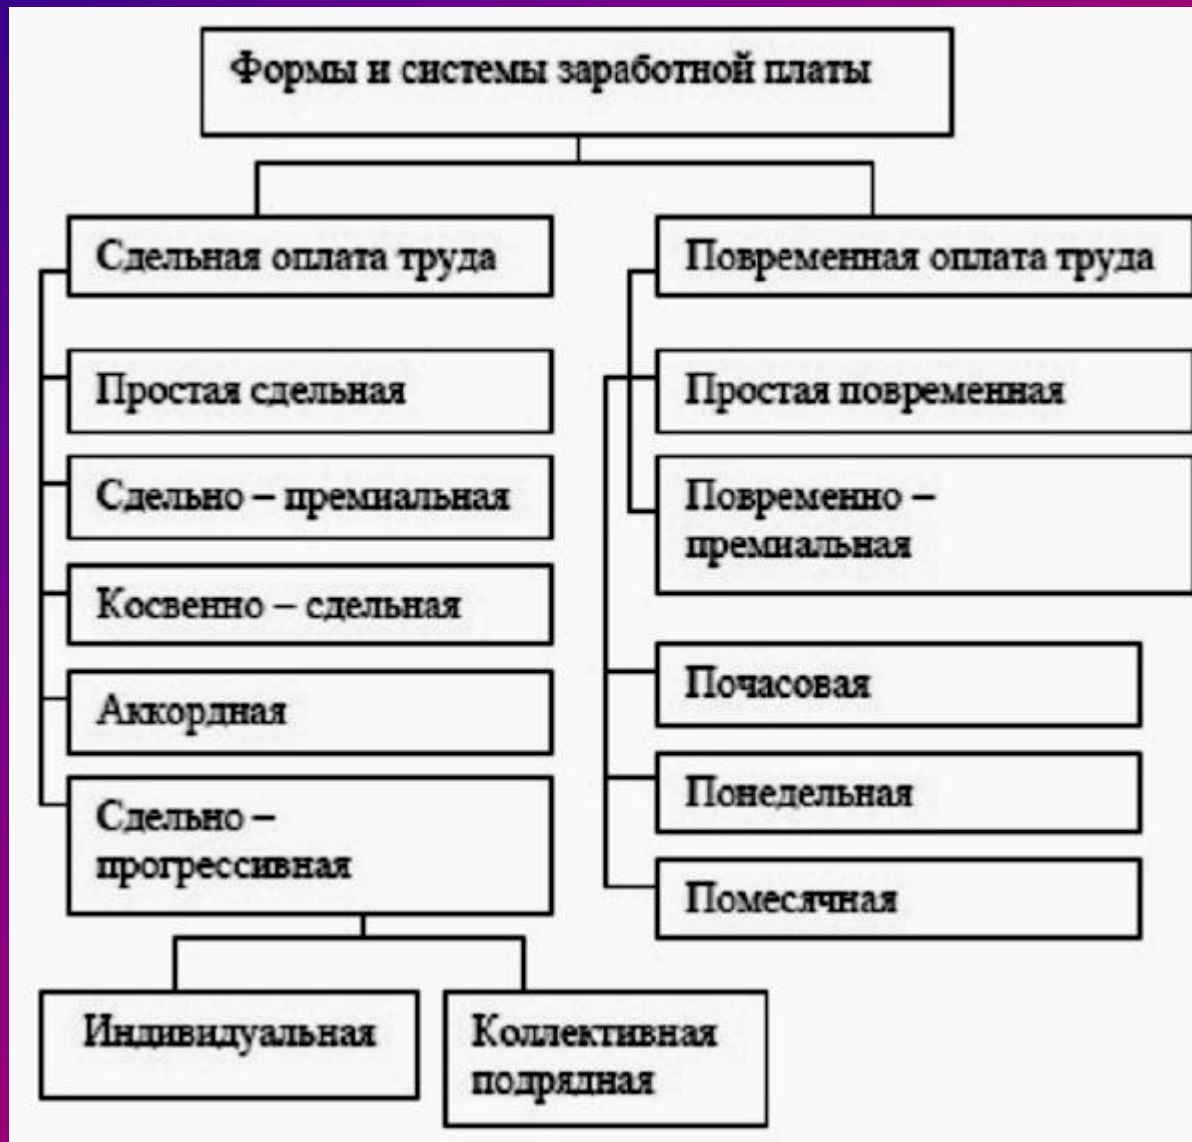 Формы и системы заработной платы
Сдельная оплата труда
Повременная оплата труда
Простая сдельная
Простая повременная
Сдельно – премиальная
Повременно –
премиальная
Косвенно – сдельная
Почасовая
Аккордная
Понедельная
Сдельно –
прогрессивная
Помесячная
Индивидуальная
Коллективная
подрядная